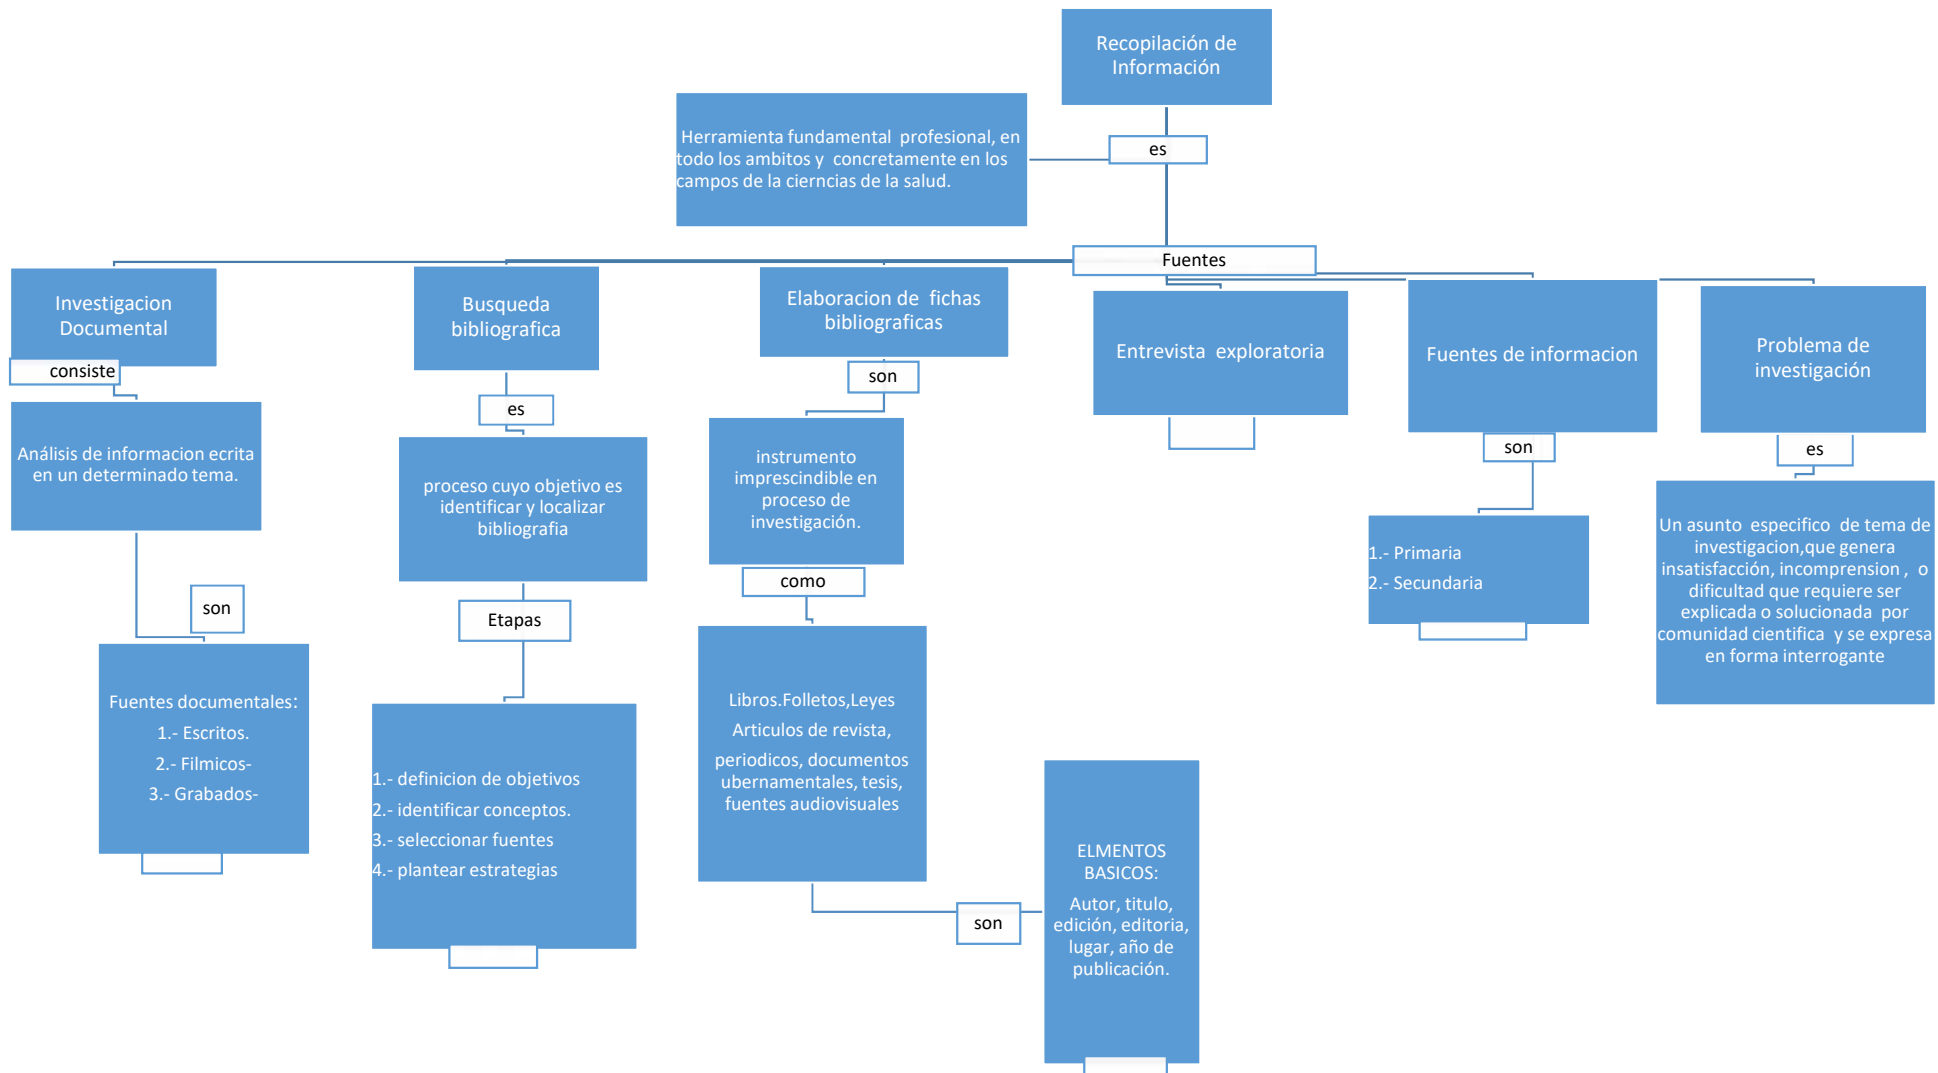 Recopilación de
Información
es
Herramienta fundamental profesional, en
todo los ambitos y concretamente en los
campos de la cierncias de la salud.
Fuentes
Investigacion
Documental
consiste
Análisis de informacion ecrita
en un determinado tema.
son
Fuentes documentales:
1.- Escritos.
2.- Filmicos-
3.- Grabados-
Busqueda
bibliografica
es
proceso cuyo objetivo es
identificar y localizar
bibliografia
Etapas
1.- definicion de objetivos
2.- identificar conceptos.
3.- seleccionar fuentes
4.- plantear estrategias
Elaboracion de fichas
bibliograficas
son
instrumento
imprescindible en
proceso de
investigación.
como
Libros.Folletos,Leyes
Articulos de revista,
periodicos, documentos
ubernamentales, tesis,
fuentes audiovisuales
son
ELMENTOS
BASICOS:
Autor, titulo,
edición, editoria,
lugar, año de
publicación.
Entrevista exploratoria
Fuentes de informacion
son
1.- Primaria
2.- Secundaria
Problema de
investigación
es
Un asunto especifico de tema de
investigacion,que genera
insatisfacción, incomprension , o
dificultad que requiere ser
explicada o solucionada por
comunidad cientifica y se expresa
en forma interrogante